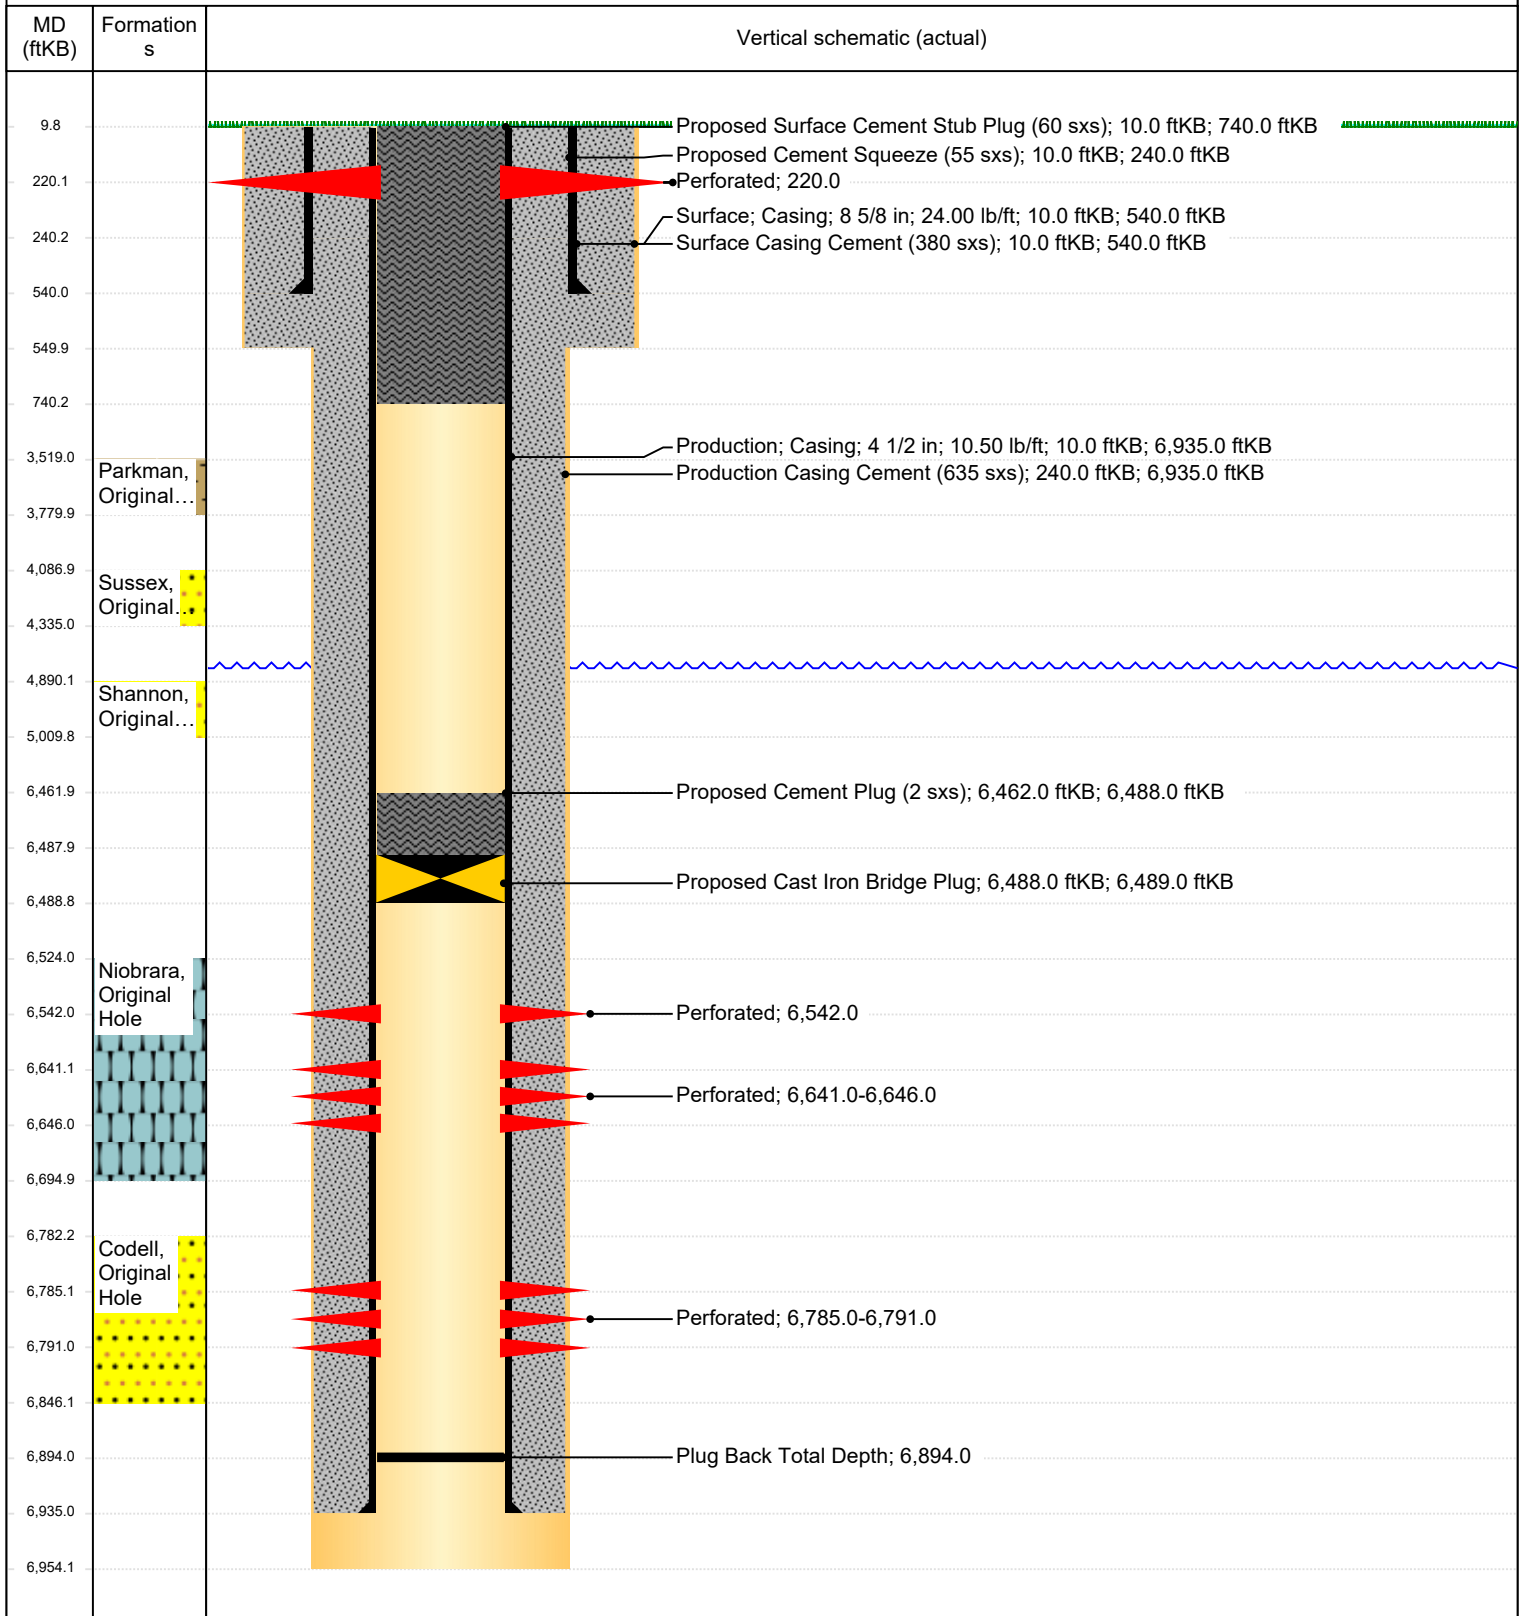 MD
(ftKB)
Formation
s
Vertical schematic (actual)
9.8
Proposed Surface Cement Stub Plug (60 sxs); 10.0 ftKB; 740.0 ftKB
Proposed Cement Squeeze (55 sxs); 10.0 ftKB; 240.0 ftKB
220.1
Perforated; 220.0
Surface; Casing; 8 5/8 in; 24.00 lb/ft; 10.0 ftKB; 540.0 ftKB
240.2
Surface Casing Cement (380 sxs); 10.0 ftKB; 540.0 ftKB
540.0
549.9
740.2
Production; Casing; 4 1/2 in; 10.50 lb/ft; 10.0 ftKB; 6,935.0 ftKB
3,519.0
Parkman,
Original...
Production Casing Cement (635 sxs); 240.0 ftKB; 6,935.0 ftKB
3,779.9
4,086.9
Sussex,
Original...
4,335.0
4,890.1
Shannon,
Original...
5,009.8
6,461.9
Proposed Cement Plug (2 sxs); 6,462.0 ftKB; 6,488.0 ftKB
6,487.9
Proposed Cast Iron Bridge Plug; 6,488.0 ftKB; 6,489.0 ftKB
6,488.8
6,524.0
Niobrara,
Original
Hole
6,542.0
Perforated; 6,542.0
6,641.1
Perforated; 6,641.0-6,646.0
6,646.0
6,694.9
6,782.2
Codell,
Original
Hole
6,785.1
Perforated; 6,785.0-6,791.0
6,791.0
6,846.1
6,894.0
Plug Back Total Depth; 6,894.0
6,935.0
6,954.1